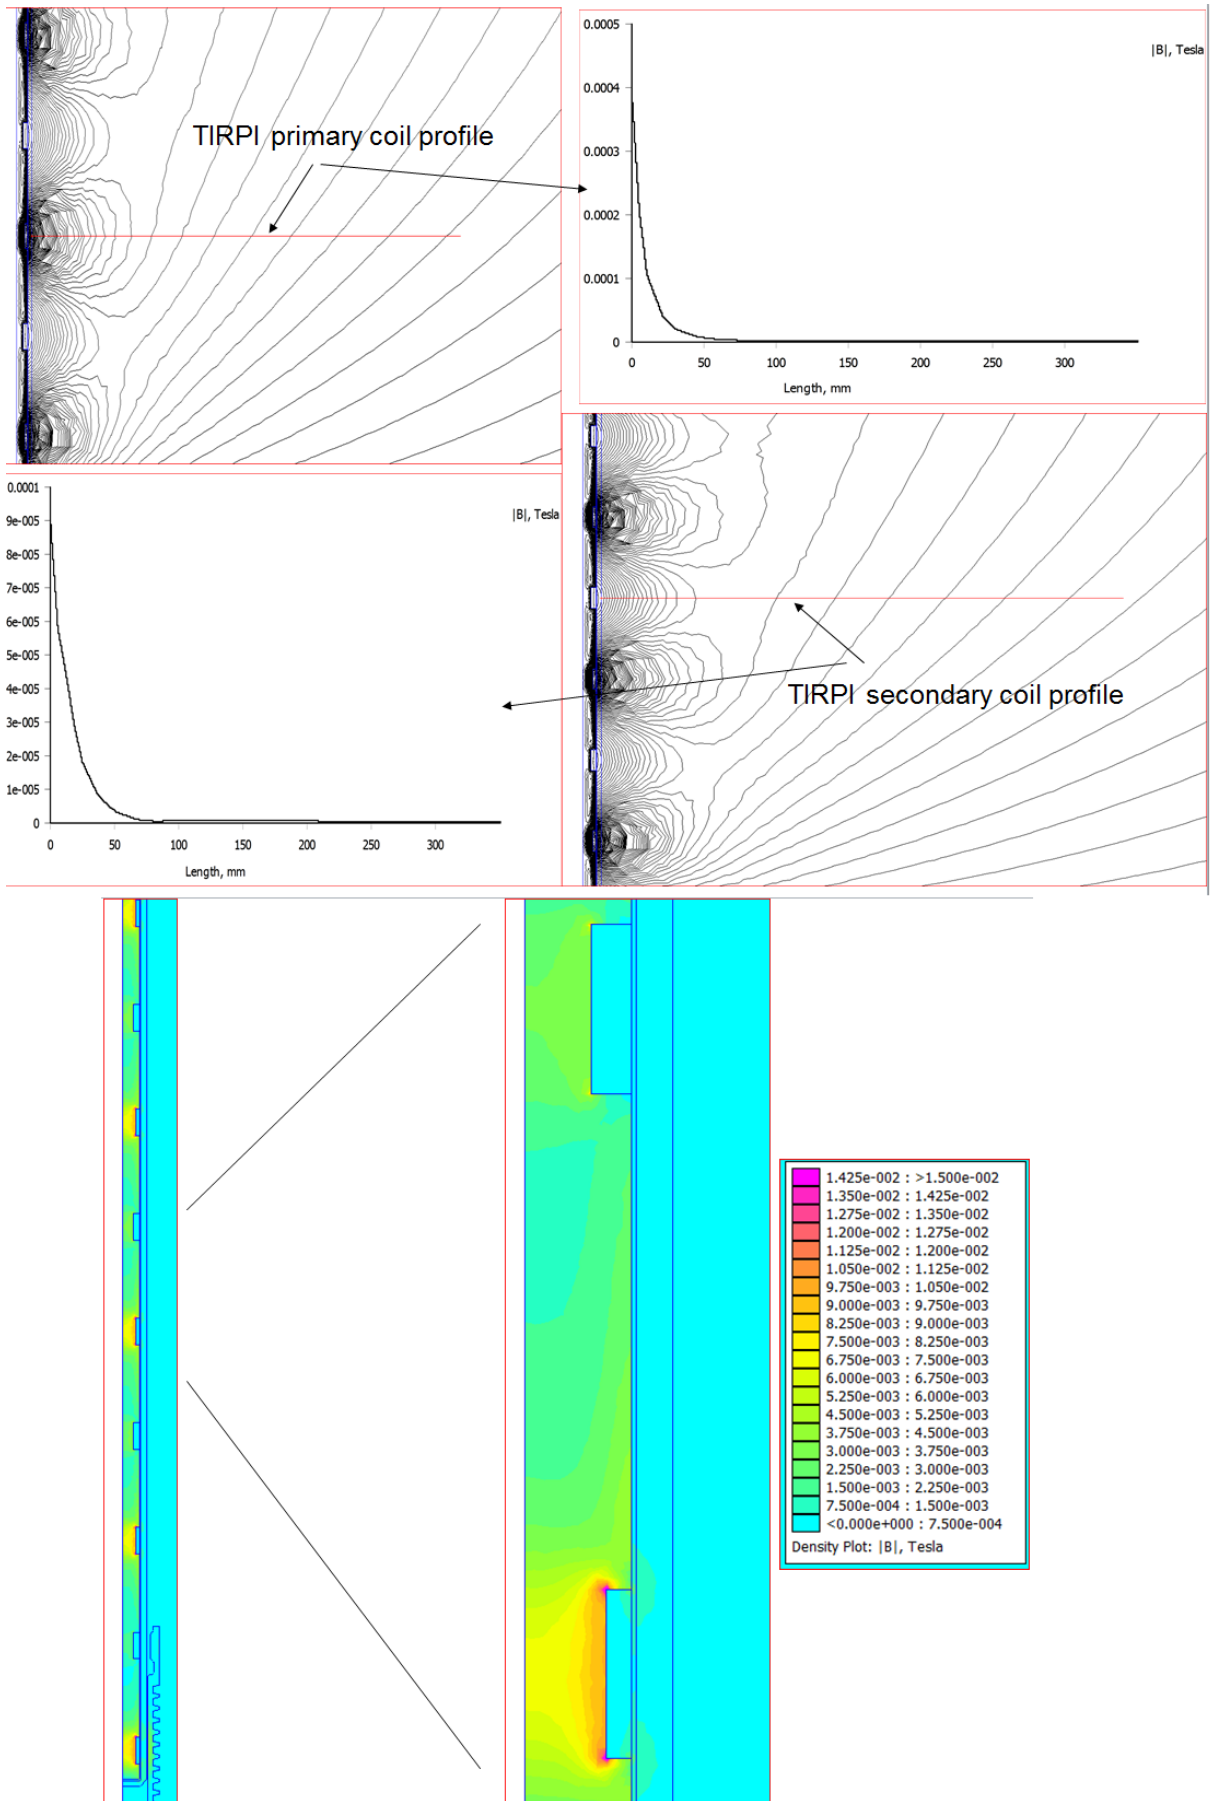 TIRPI primary coil profile
0.0005
|B|, Tesla
0.0004
0.0003
0.0002
0.0001
0
0 50 100 150 200 250 300
Length, mm
0.0001
|B|, Tesla
9e-005
8e-005
7e-005
6e-005
5e-005
4e-005
3e-005
2e-005
1e-005
0
0 50 100 150 200 250 300
Length, mm
TIRPI secondary coil profile
1.425e-002 : >1.500e-002
1.350e-002 : 1.425e-002
1.275e-002 : 1.350e-002
1.200e-002 : 1.275e-002
1.125e-002 : 1.200e-002
1.050e-002 : 1.125e-002
9.750e-003 : 1.050e-002
9.000e-003 : 9.750e-003
8.250e-003 : 9.000e-003
7.500e-003 : 8.250e-003
6.750e-003 : 7.500e-003
6.000e-003 : 6.750e-003
5.250e-003 : 6.000e-003
4.500e-003 : 5.250e-003
3.750e-003 : 4.500e-003
3.000e-003 : 3.750e-003
2.250e-003 : 3.000e-003
1.500e-003 : 2.250e-003
7.500e-004 : 1.500e-003
<0.000e+000 : 7.500e-004
Density Plot: |B|, Tesla